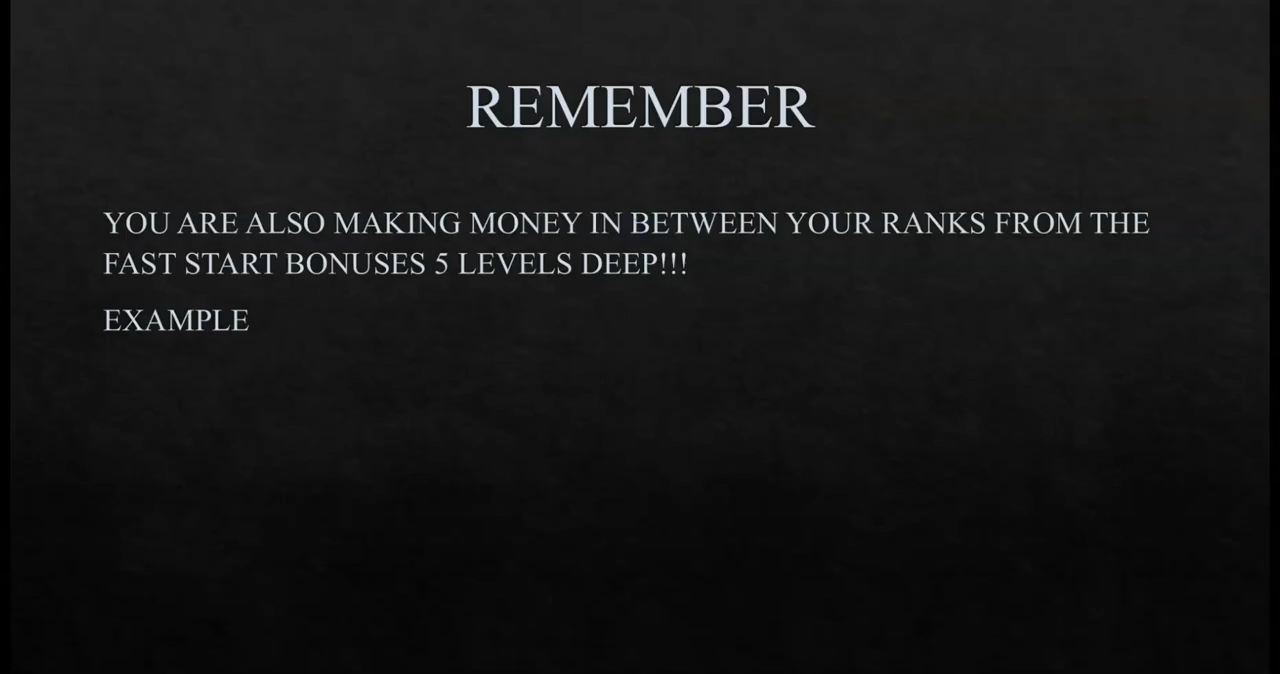 REMEMBER
YOU ARE ALSO MAKING MONEY IN BETWEEN YOUR RANKS FROM THE
FAST START BONUSES 5 LEVELS DEEP!!!
EXAMPLE